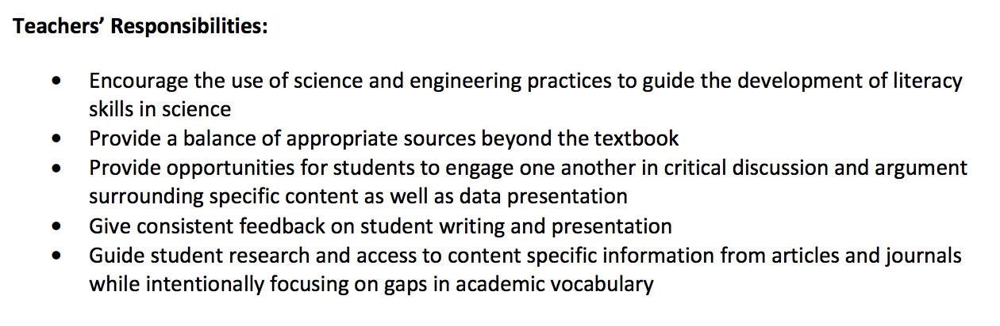 Teachers’ Responsibilities:
• Encourage the use of science and engineering practices to guide the development of literacy
skills in science
• Provide a balance of appropriate sources beyond the textbook
• Provide opportunities for students to engage one another in critical discussion and argument
surrounding specific content as well as data presentation
• Give consistent feedback on student writing and presentation
• Guide student research and access to content specific information from articles and journals
while intentionally focusing on gaps in academic vocabulary